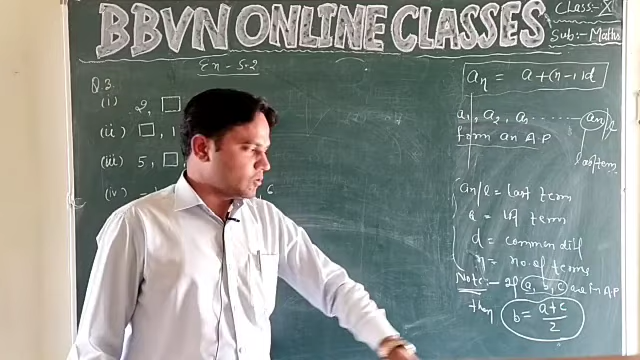 BBVN ONLINE CLASSES
Class:- X
Sub:- Maths
Ex - 5.2
Q.3
(i) 2, □
(ii) □, 1
(iii) 5, □
(iv) - 6
an = a + (n-1)d
a1, a2, a3 ........ an/l
form an A.P
last term
an/l = last term
a = 1st term
d = common diff
n = no. of terms
Note:- If a, b, c are in A.P
then b = a+c/2